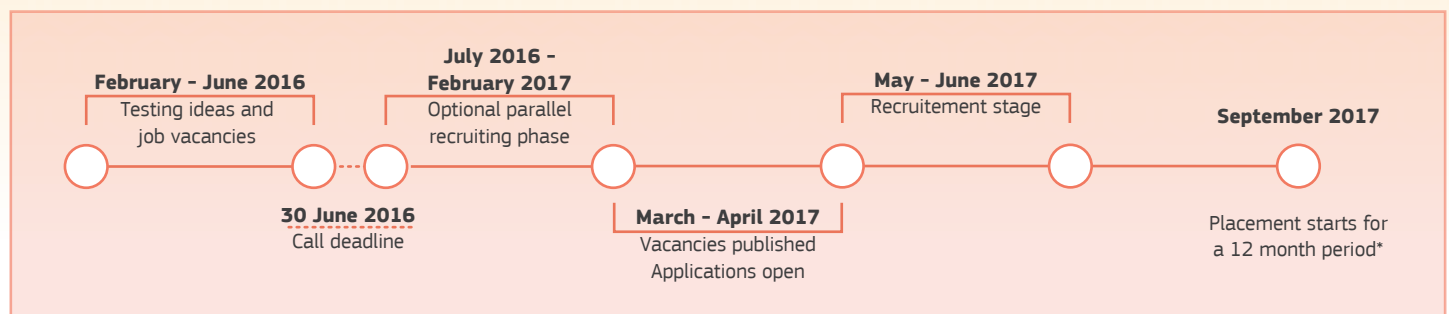 February - June 2016
Testing ideas and
job vacancies
30 June 2016
Call deadline
July 2016 -
February 2017
Optional parallel
recruiting phase
March - April 2017
Vacancies published
Applications open
May - June 2017
Recruitement stage
September 2017
Placement starts for
a 12 month period*